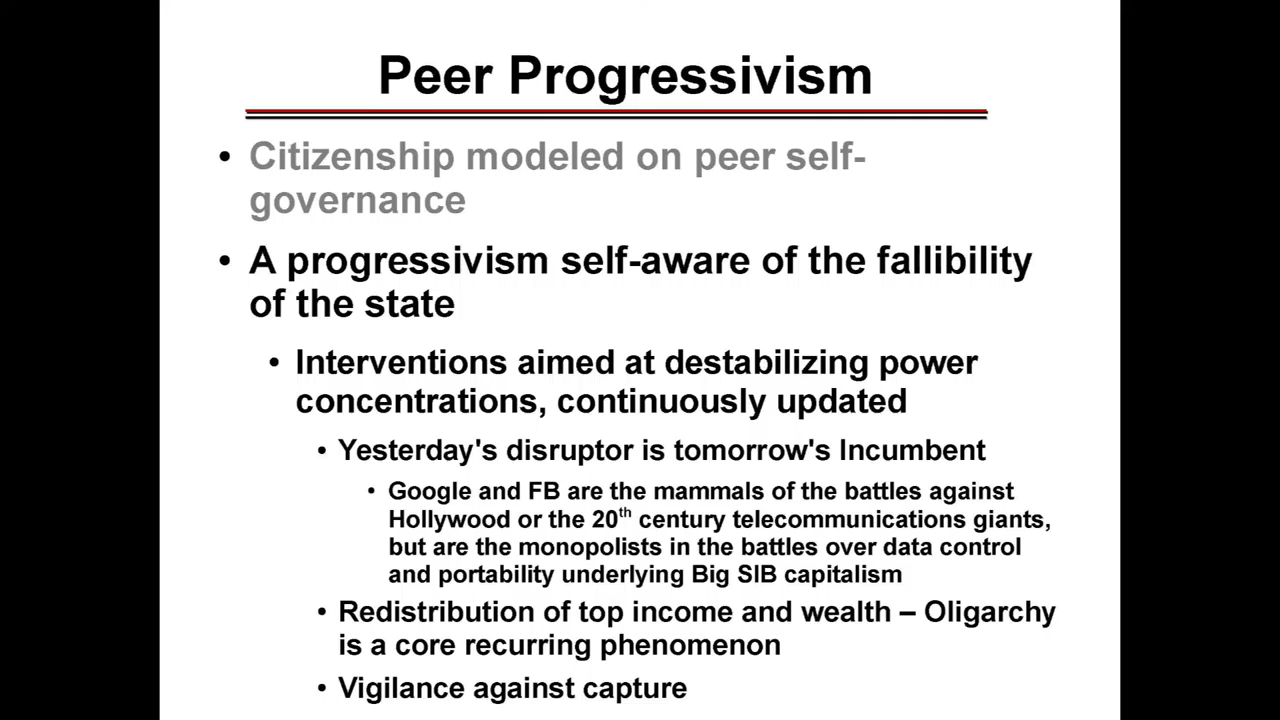 Peer Progressivism
• Citizenship modeled on peer self-
governance
• A progressivism self-aware of the fallibility
of the state
• Interventions aimed at destabilizing power
concentrations, continuously updated
• Yesterday's disruptor is tomorrow's Incumbent
• Google and FB are the mammals of the battles against
Hollywood or the 20th century telecommunications giants,
but are the monopolists in the battles over data control
and portability underlying Big SIB capitalism
• Redistribution of top income and wealth – Oligarchy
is a core recurring phenomenon
• Vigilance against capture